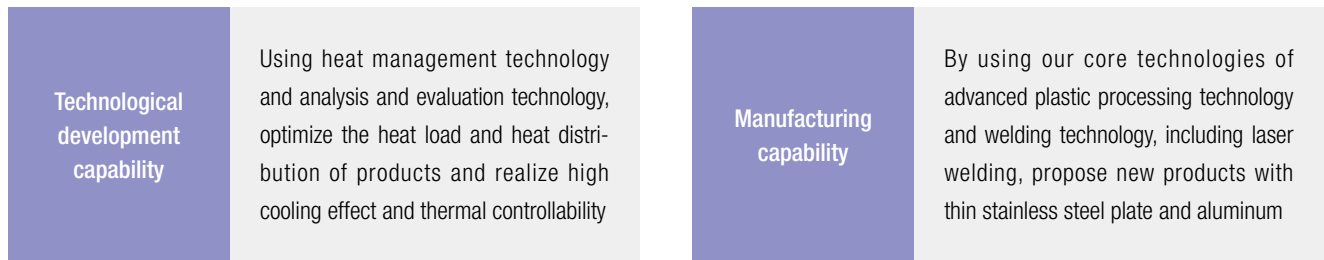 Technological
development
capability
Using heat management technology
and analysis and evaluation technology,
optimize the heat load and heat distri-
bution of products and realize high
cooling effect and thermal controllability
Manufacturing
capability
By using our core technologies of
advanced plastic processing technology
and welding technology, including laser
welding, propose new products with
thin stainless steel plate and aluminum